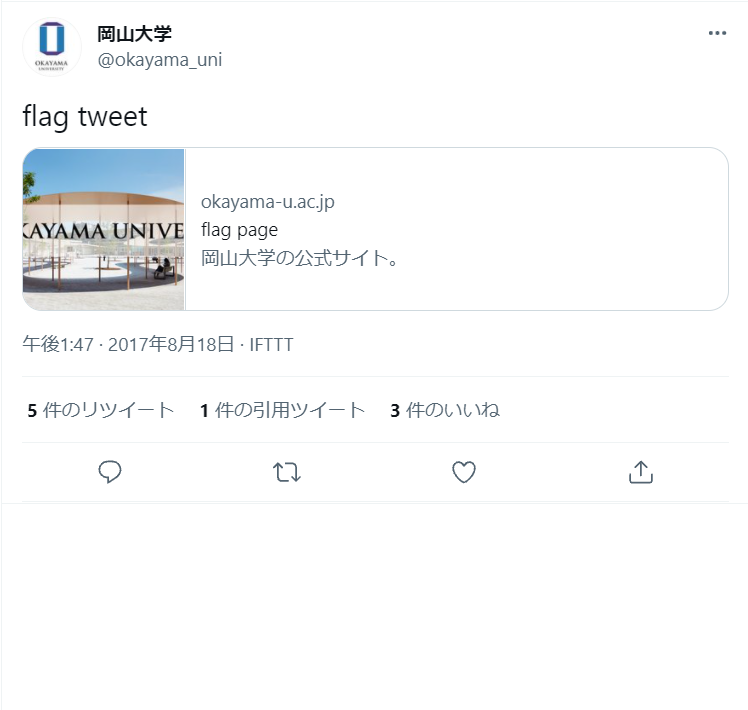 岡山大学
OKAYAMA
UNIVERSITY
@okayama_uni
flag tweet
KAYAMA UNIVE
okayama-u.ac.jp
flag page
岡山大学の公式サイト。
午後1:47 · 2017年8月18日 · IFTTT
5 件のリツイート 1 件の引用ツイート 3 件のいいね